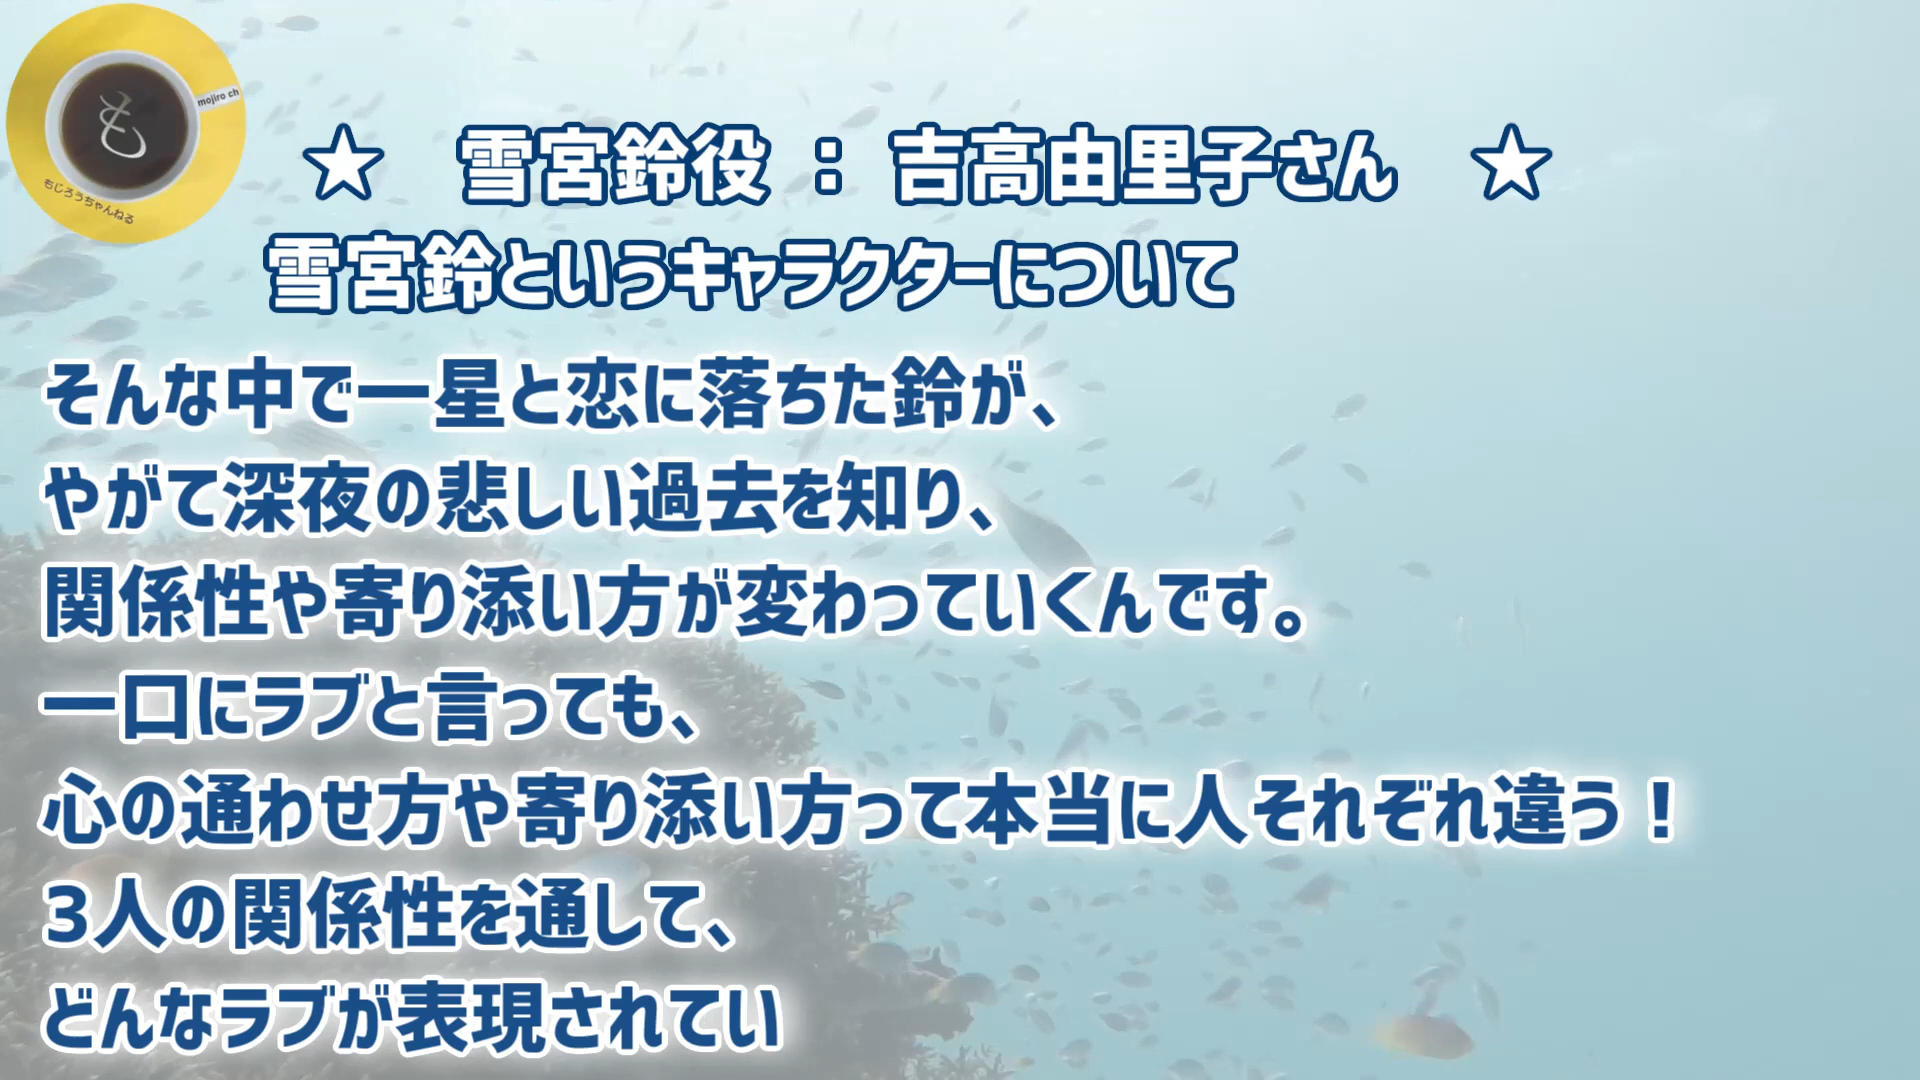 も
mojiro ch
もじろうちゃんねる
★ 雪宮鈴役 : 吉高由里子さん ★
雪宮鈴というキャラクターについて
そんな中で一星と恋に落ちた鈴が、
やがて深夜の悲しい過去を知り、
関係性や寄り添い方が変わっていくんです。
一口にラブと言っても、
心の通わせ方や寄り添い方って本当に人それぞれ違う！
３人の関係性を通して、
どんなラブが表現されてい